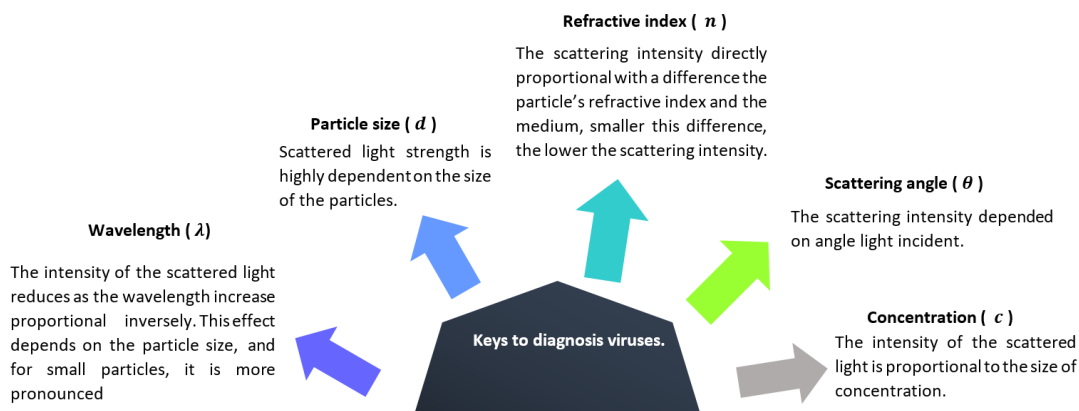 Wavelength ( λ)
The intensity of the scattered light
reduces as the wavelength increase
proportional inversely. This effect
depends on the particle size, and
for small particles, it is more
pronounced
Particle size ( d )
Scattered light strength is
highly dependent on the size
of the particles.
Refractive index ( n )
The scattering intensity directly
proportional with a difference the
particle’s refractive index and the
medium, smaller this difference,
the lower the scattering intensity.
Scattering angle ( θ )
The scattering intensity depended
on angle light incident.
Concentration ( c )
The intensity of the scattered
light is proportional to the size of
concentration.
Keys to diagnosis viruses.